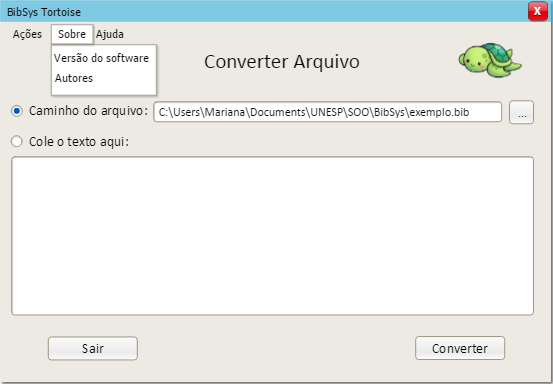 BibSys Tortoise
X
Ações Sobre Ajuda
Versão do software
Autores
Converter Arquivo
Caminho do arquivo: C:\Users\Mariana\Documents\UNESP\SOO\BibSys\exemplo.bib ...
Cole o texto aqui:
Sair Converter